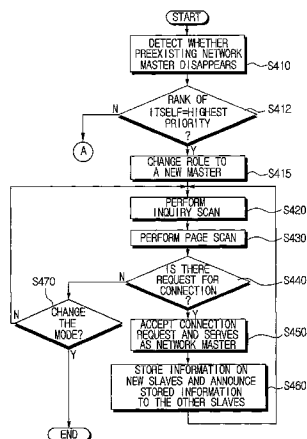 START
DETECT WHETHER
PREEXISTING NETWORK
MASTER DISAPPEARS
S410
RANK OF
ITSELF=HIGHEST
PRIORITY
?
S412
N
Y
A
CHANGE ROLE TO
A NEW MASTER
S415
PERFORM
INQUIRY SCAN
S420
PERFORM PAGE SCAN
S430
IS THERE
REQUEST FOR
CONNECTION
?
S440
N
Y
S470
CHANGE
THE
MODE?
N
Y
ACCEPT CONNECTION
REQUEST AND SERVES
AS NETWORK MASTER
S450
STORE INFORMATION ON
NEW SLAVES AND ANNOUNCE
STORED INFORMATION
TO THE OTHER SLAVES
S460
END